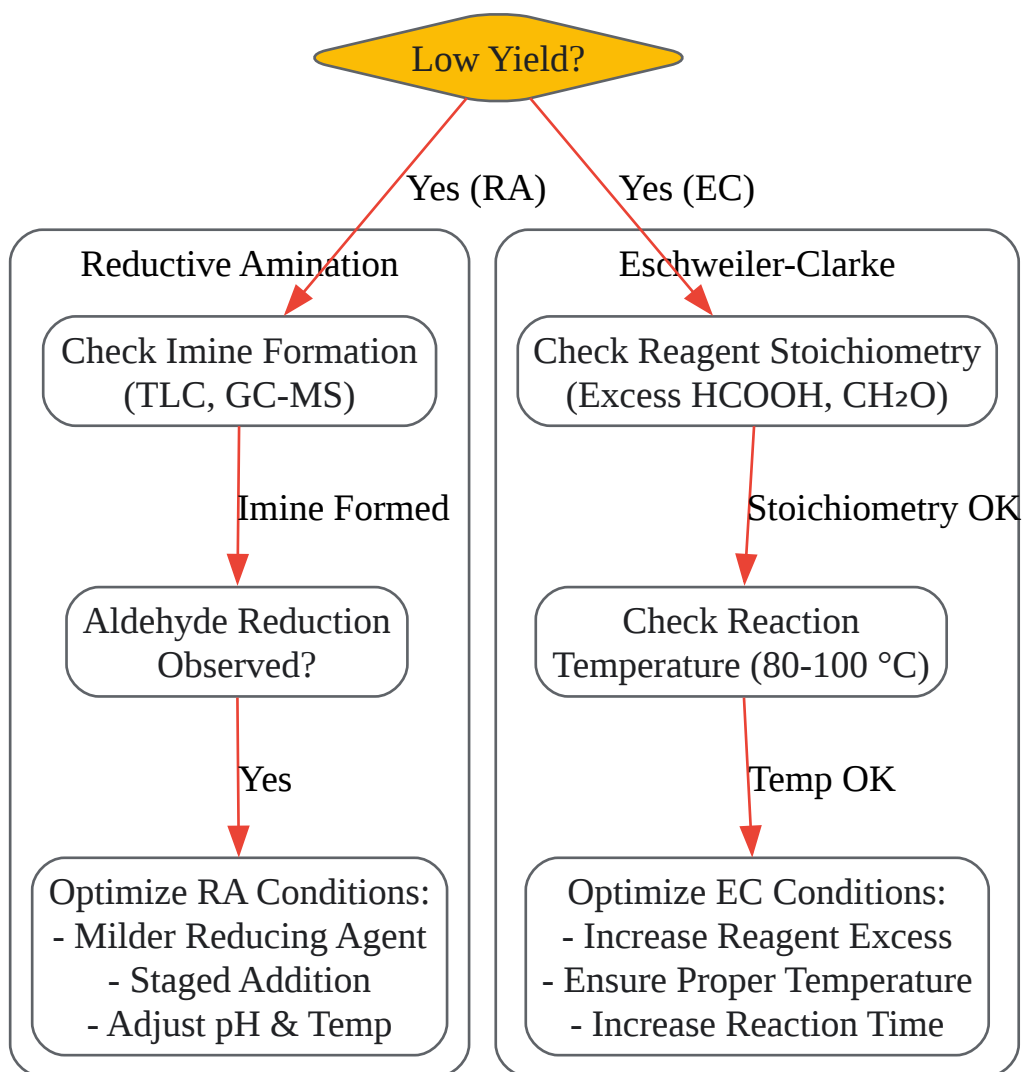 Low Yield?
Yes (RA)
Yes (EC)
Reductive Amination
Check Imine Formation
(TLC, GC-MS)
Imine Formed
Aldehyde Reduction
Observed?
Yes
Optimize RA Conditions:
- Milder Reducing Agent
- Staged Addition
- Adjust pH & Temp
Eschweiler-Clarke
Check Reagent Stoichiometry
(Excess HCOOH, CH₂O)
Stoichiometry OK
Check Reaction
Temperature (80-100 °C)
Temp OK
Optimize EC Conditions:
- Increase Reagent Excess
- Ensure Proper Temperature
- Increase Reaction Time